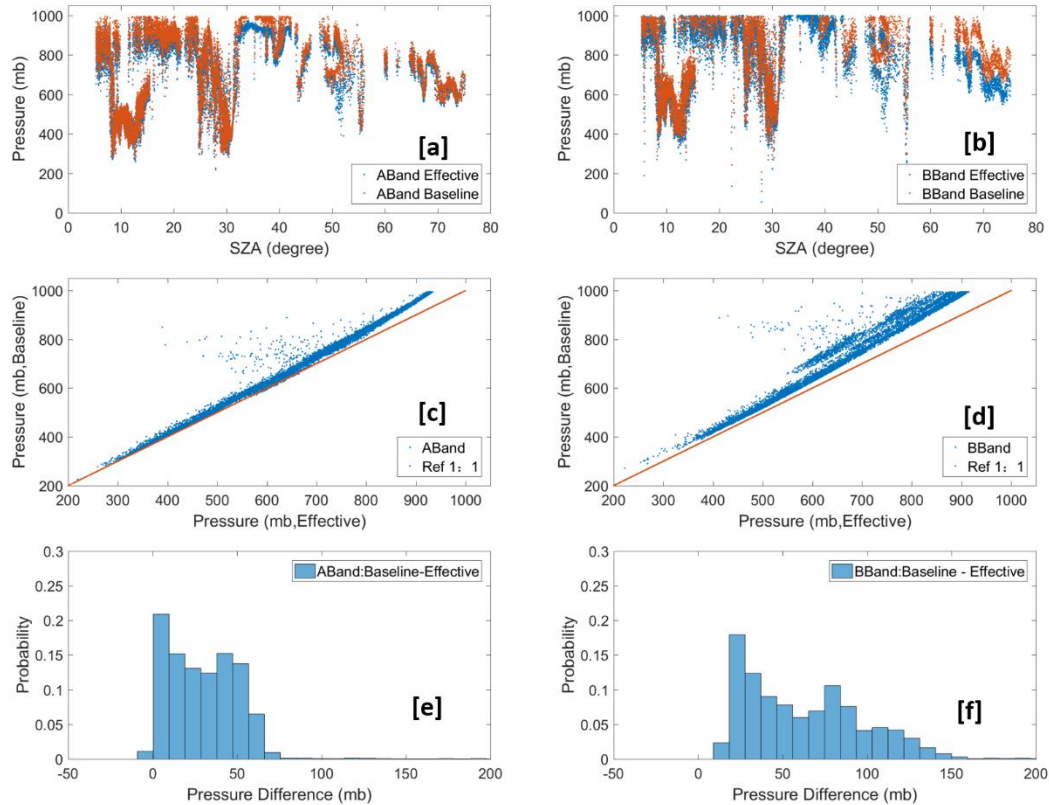 1000
800
600
400
200
0
Pressure (mb)
[a]
ABand Effective
ABand Baseline
0 10 20 30 40 50 60 70 80
SZA (degree)
1000
800
600
400
200
0
Pressure (mb)
[b]
BBand Effective
BBand Baseline
0 10 20 30 40 50 60 70 80
SZA (degree)
1000
800
600
400
200
Pressure (mb,Baseline)
[c]
ABand
Ref 1: 1
200 300 400 500 600 700 800 900 1000
Pressure (mb,Effective)
1000
800
600
400
200
Pressure (mb,Baseline)
[d]
BBand
Ref 1: 1
200 300 400 500 600 700 800 900 1000
Pressure (mb,Effective)
0.3
0.25
0.2
0.15
0.1
0.05
0
Probability
ABand:Baseline-Effective
[e]
-50 0 50 100 150 200
Pressure Difference (mb)
0.3
0.25
0.2
0.15
0.1
0.05
0
Probability
BBand:Baseline - Effective
[f]
-50 0 50 100 150 200
Pressure Difference (mb)